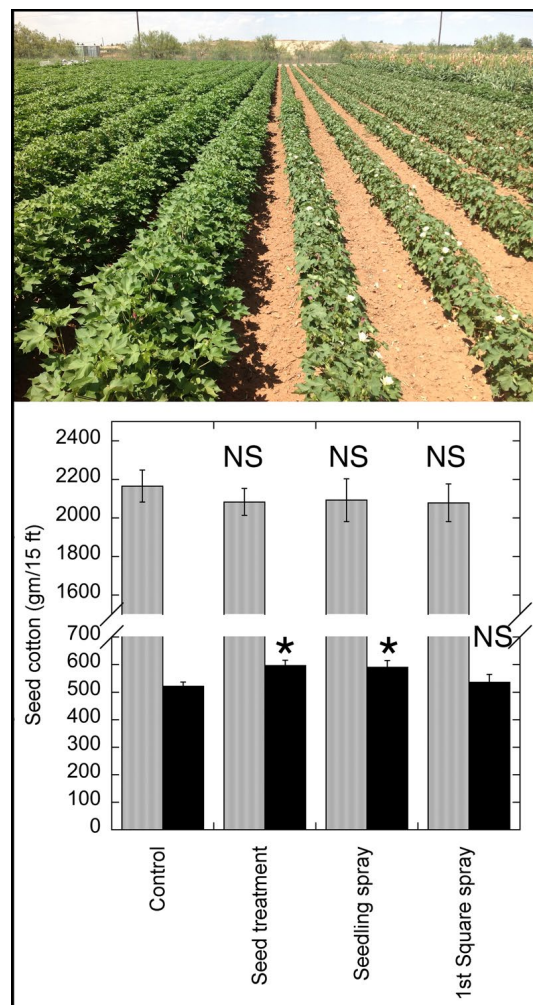 2400
NS
NS
NS
2200
2000
1800
1600
700
NS
*
*
600
500
400
300
200
100
0
Seed cotton (gm/15 ft)
Control
Seed treatment
Seedling spray
1st Square spray